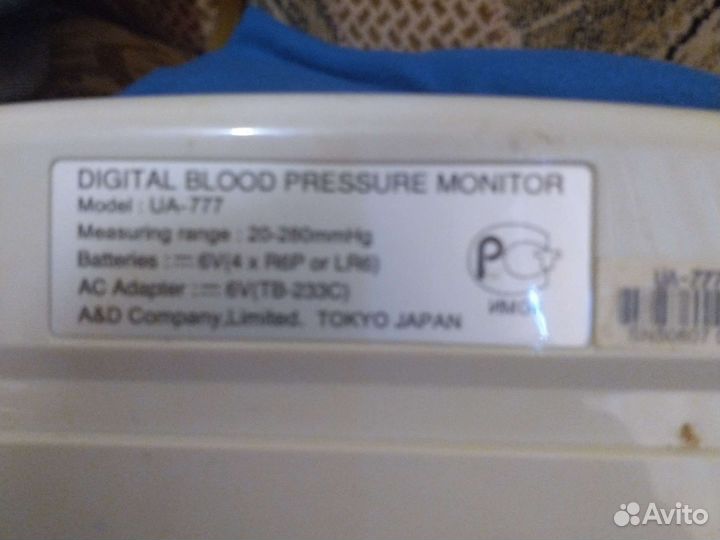 DIGITAL BLOOD PRESSURE MONITOR
Model : UA-777
Measuring range : 20-280mmHg
Batteries : 6V(4 x R6P or LR6)
AC Adapter : 6V(TB-233C)
A&D Company,Limited. TOKYO JAPAN
РС
UA-777
Avito